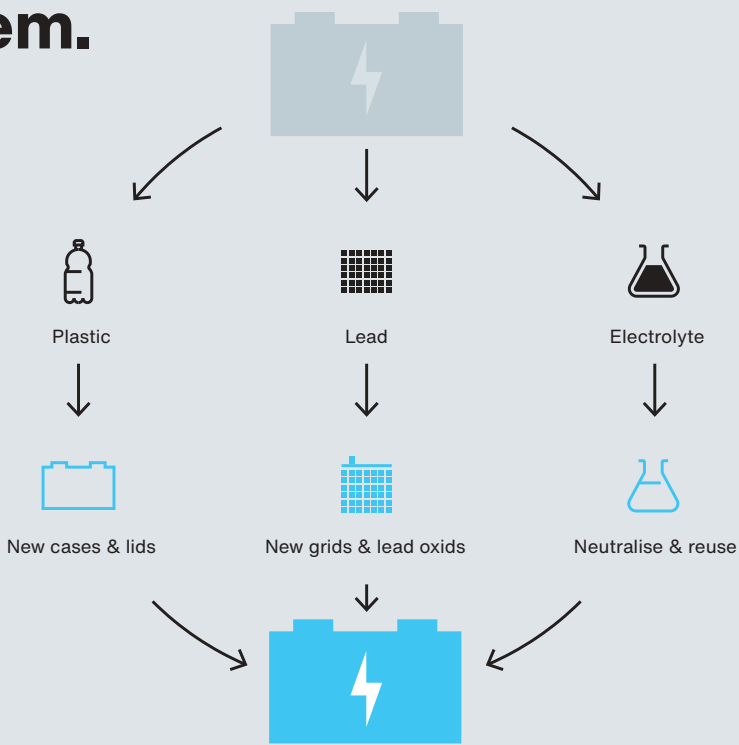 em.
Plastic
Lead
Electrolyte
New cases & lids
New grids & lead oxids
Neutralise & reuse